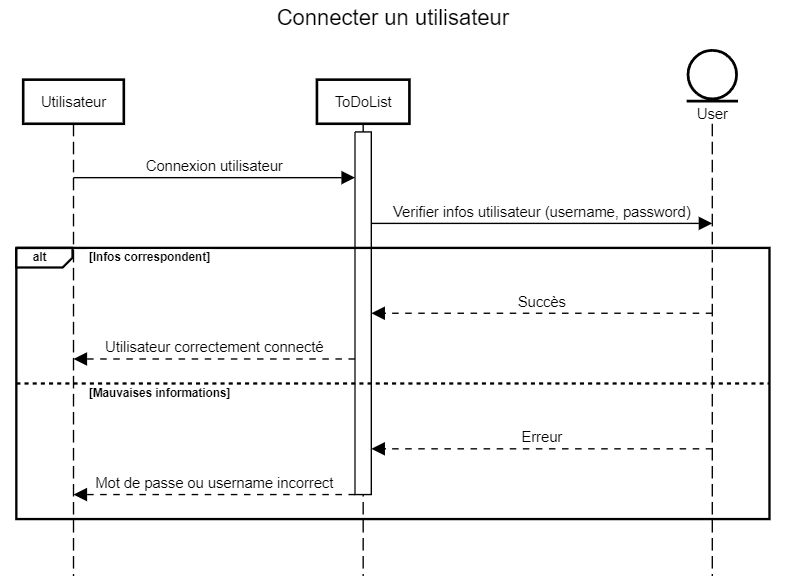 Connecter un utilisateur
Utilisateur
ToDoList
User
Connexion utilisateur
Verifier infos utilisateur (username, password)
alt
[Infos correspondent]
Succès
Utilisateur correctement connecté
[Mauvaises informations]
Erreur
Mot de passe ou username incorrect